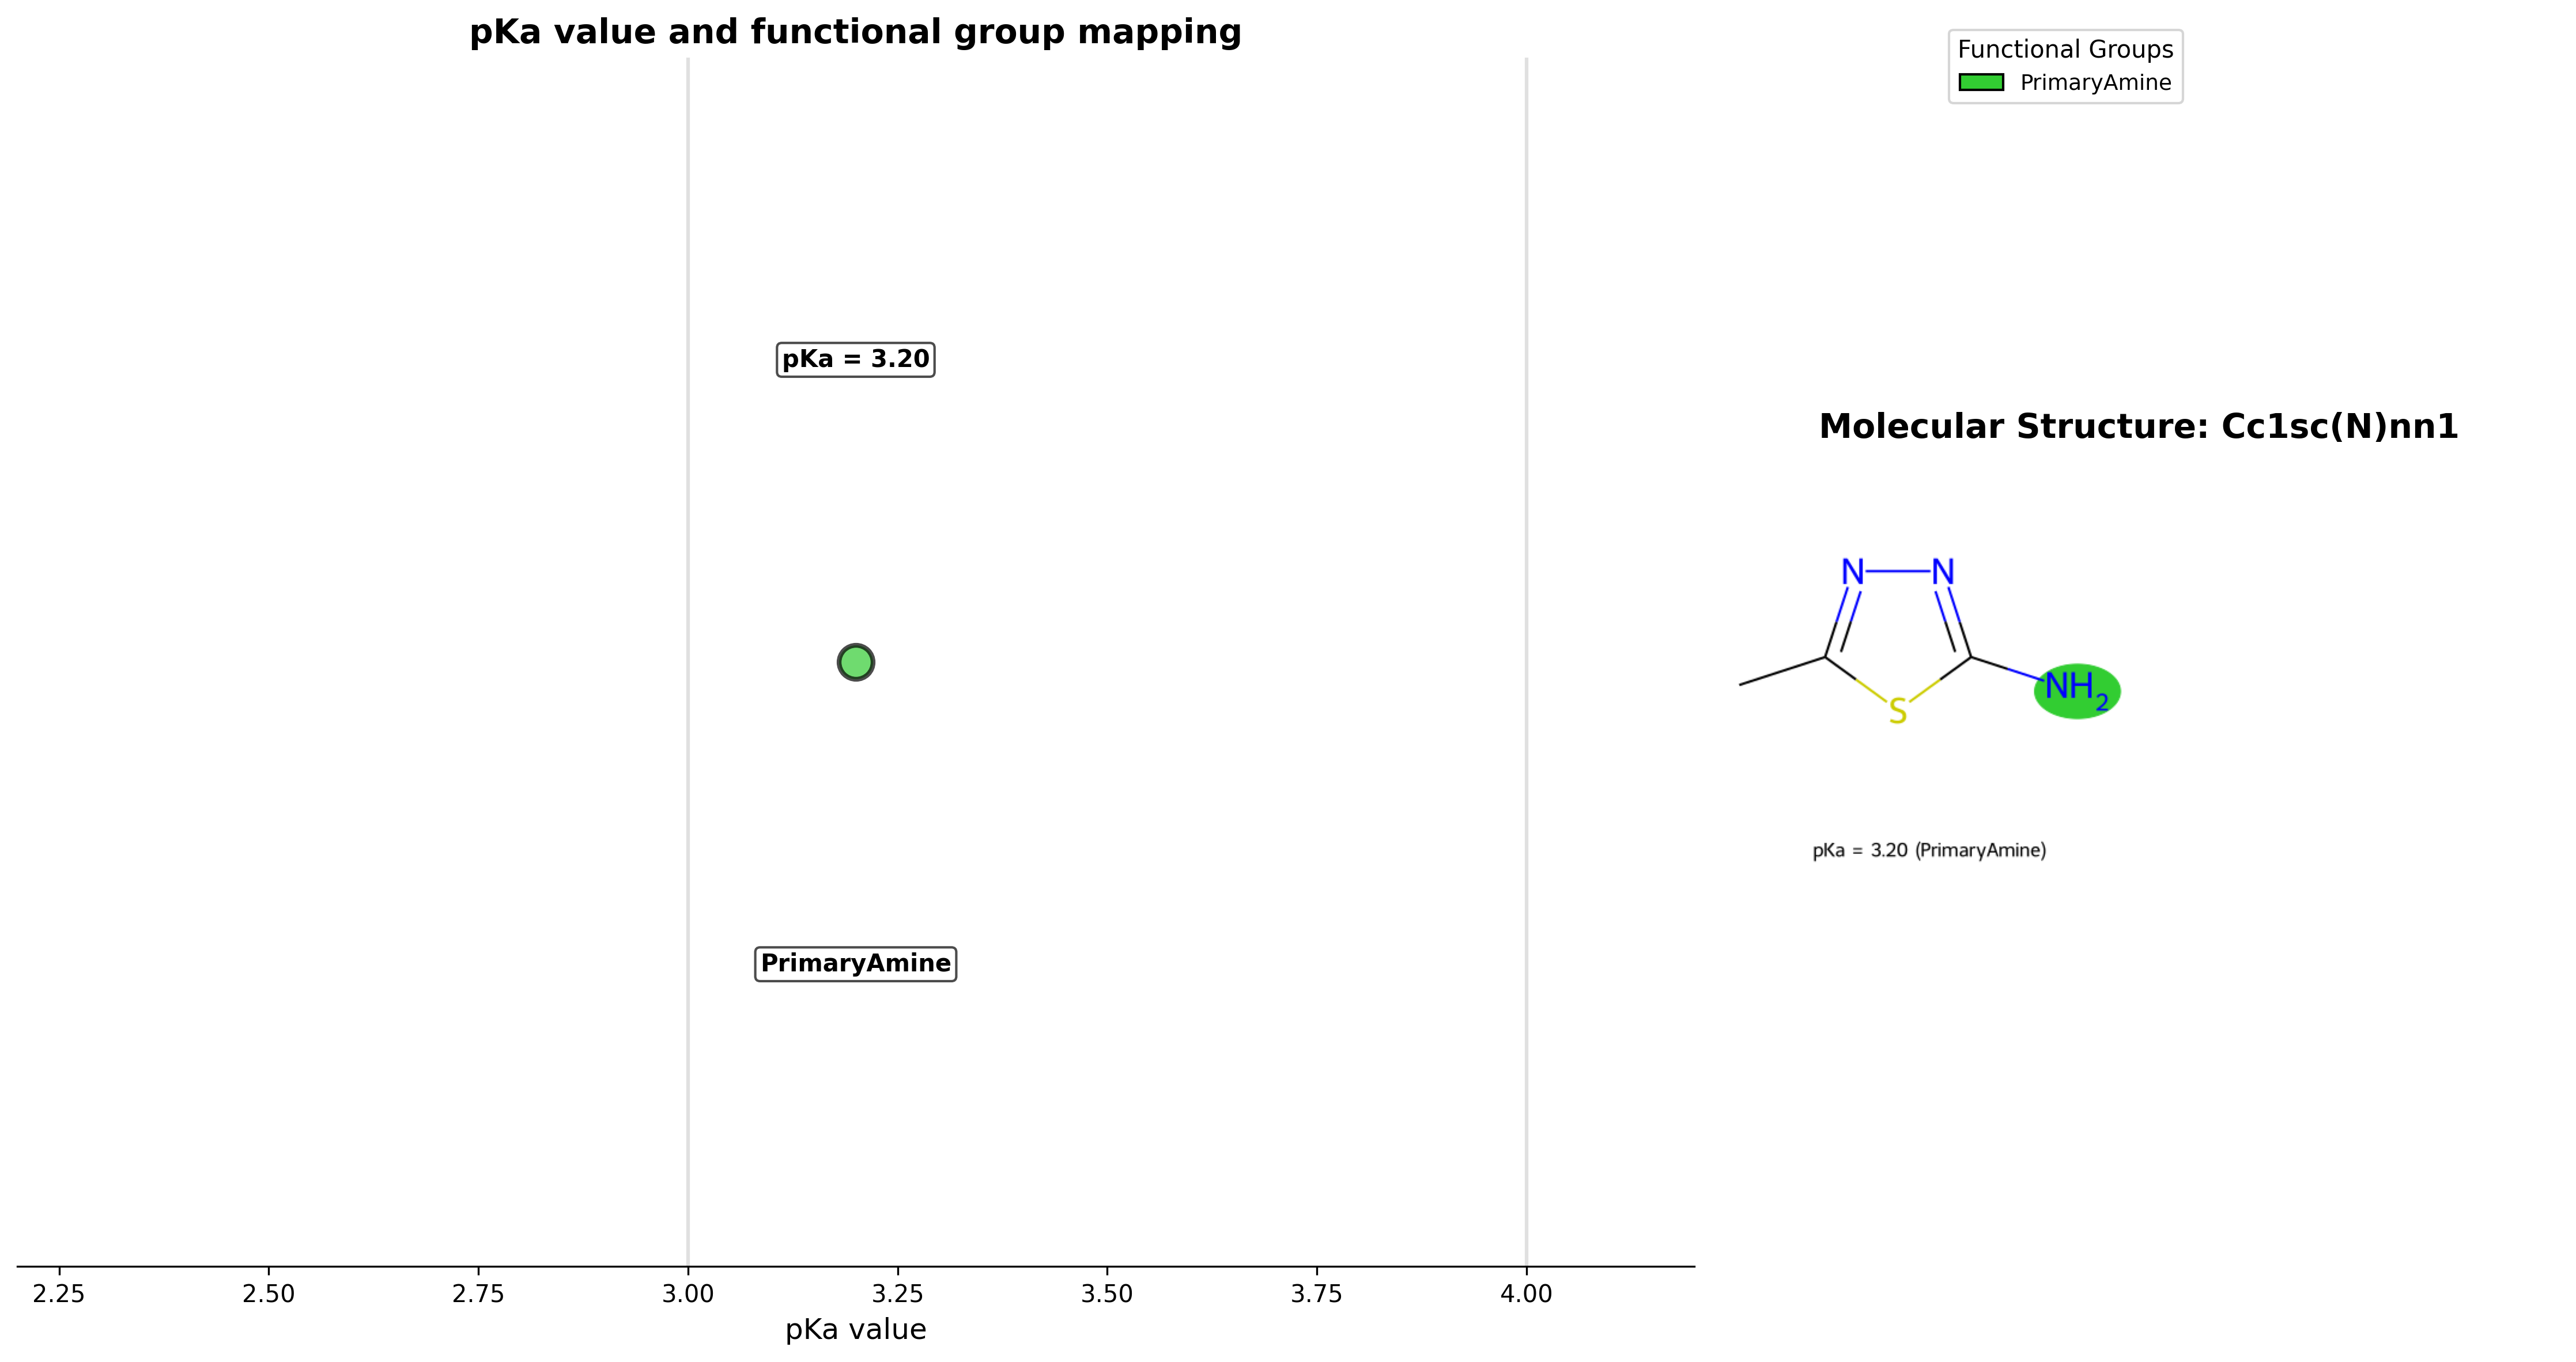 pKa value and functional group mapping
pKa = 3.20
PrimaryAmine
2.25 2.50 2.75 3.00 3.25 3.50 3.75 4.00
pKa value
Functional Groups
PrimaryAmine
Molecular Structure: Cc1sc(N)nn1
N N
NH2
S
pKa = 3.20 (PrimaryAmine)